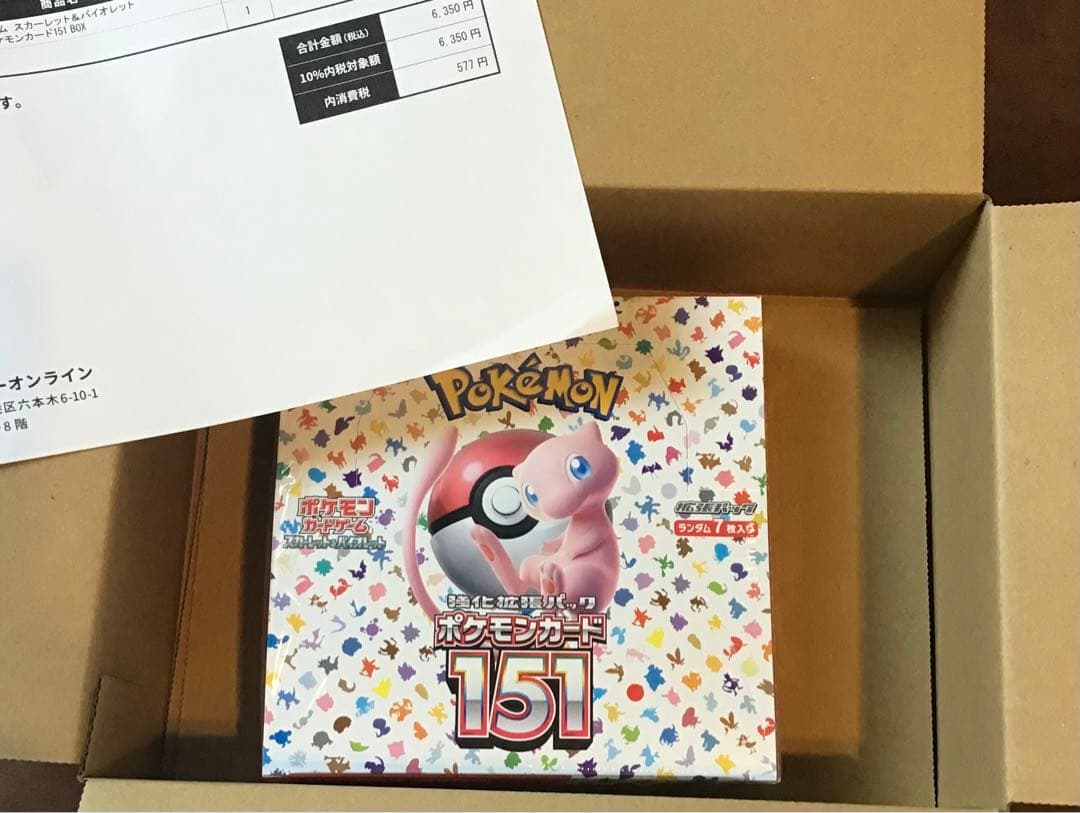 商品名
ム スカーレット&バイオレット
ケモンカード151 BOX
1
6,350 円
合計金額(税込) 6,350 円
10%内税対象額 577 円
内消費税
す。
ーオンライン
区六本木6-10-1
8階
POKéMON
ポケモン
カードゲーム
スカーレット&バイオレット
拡張パック
ランダム7枚入り
強化拡張パック
ポケモンカード
151